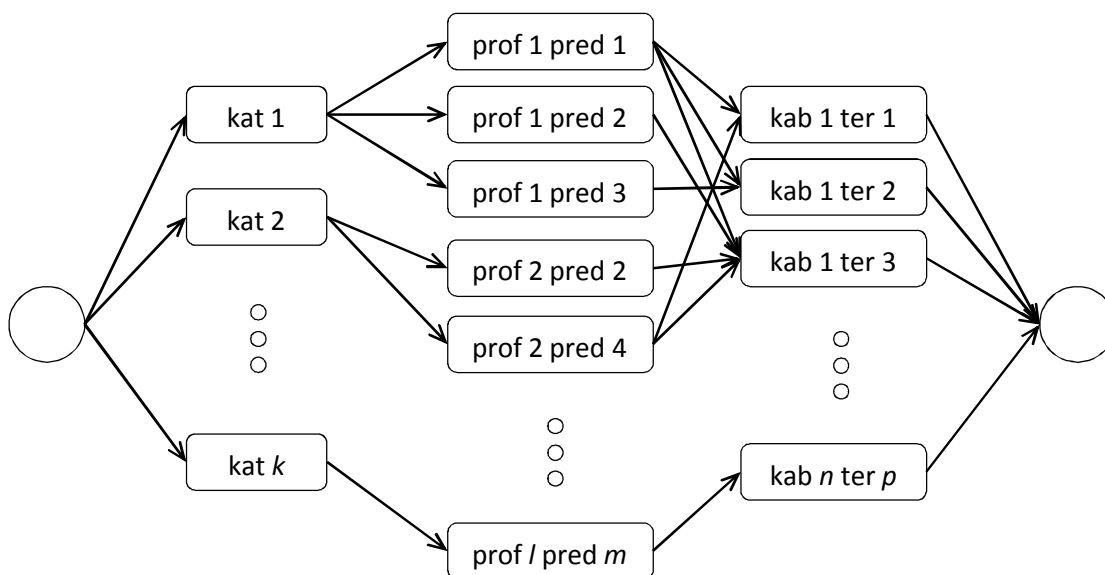 prof 1 pred 1
kat 1
prof 1 pred 2
kab 1 ter 1
prof 1 pred 3
kab 1 ter 2
kat 2
prof 2 pred 2
kab 1 ter 3
prof 2 pred 4
kat k
kab n ter p
prof l pred m